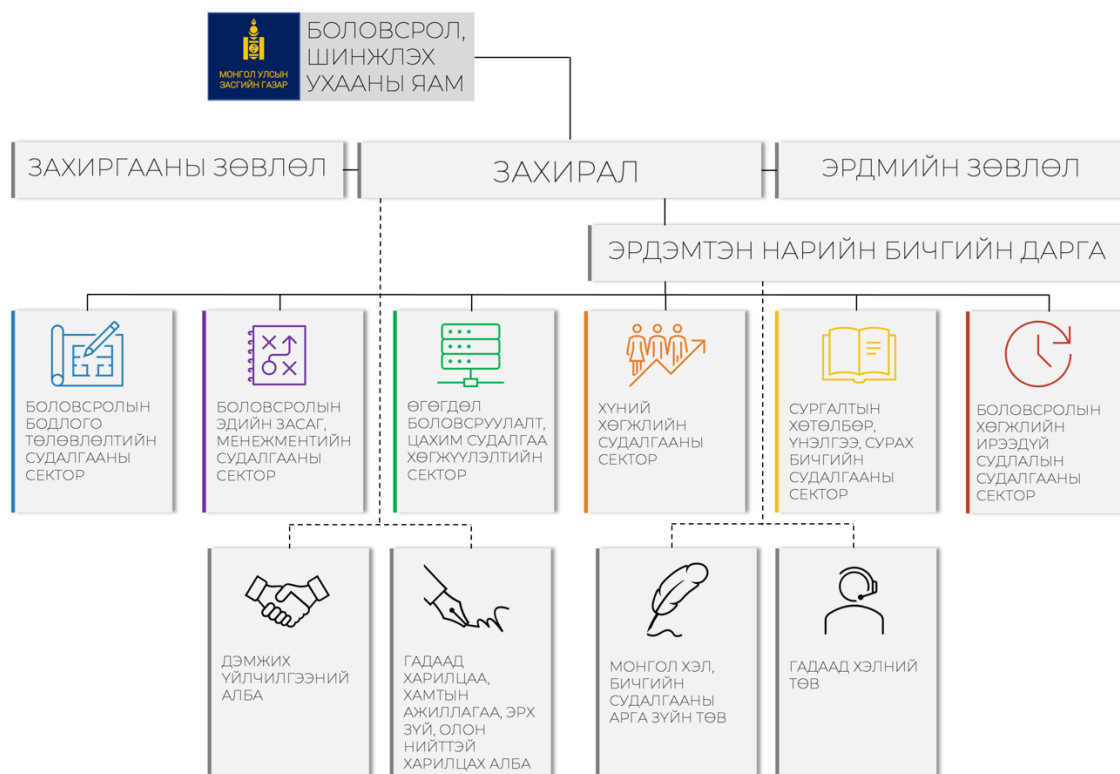 МОНГОЛ УЛСЫН
ЗАСГИЙН ГАЗАР
БОЛОВСРОЛ,
ШИНЖЛЭХ
УХААНЫ ЯАМ
ЗАХИРГААНЫ ЗӨВЛӨЛ
ЗАХИРАЛ
ЭРДМИЙН ЗӨВЛӨЛ
ЭРДЭМТЭН НАРИЙН БИЧГИЙН ДАРГА
БОЛОВСРОЛЫН
БОДЛОГО
ТӨЛӨВЛӨЛТИЙН
СУДАЛГААНЫ
СЕКТОР
БОЛОВСРОЛЫН
ЭДИЙН ЗАСАГ,
МЕНЕЖМЕНТИЙН
СУДАЛГААНЫ
СЕКТОР
ӨГӨГДӨЛ
БОЛОВСРУУЛАЛТ,
ЦАХИМ СУДАЛГАА
ХӨГЖҮҮЛЭЛТИЙН
СЕКТОР
ХҮНИЙ
ХӨГЖЛИЙН
СУДАЛГААНЫ
СЕКТОР
СУРГАЛТЫН
ХӨТӨЛБӨР,
ҮНЭЛГЭЭ, СУРАХ
БИЧГИЙН
СУДАЛГААНЫ
СЕКТОР
БОЛОВСРОЛЫН
ХӨГЖЛИЙН
ИРЭЭДҮЙ
СУДЛАЛЫН
СУДАЛГААНЫ
СЕКТОР
ДЭМЖИХ
ҮЙЛЧИЛГЭЭНИЙ
АЛБА
ГАДААД
ХАРИЛЦАА,
ХАМТЫН
АЖИЛЛАГАА, ЭРХ
ЗҮЙ, ОЛОН
НИЙТТЭЙ
ХАРИЛЦАХ АЛБА
МОНГОЛ ХЭЛ,
БИЧГИЙН
СУДАЛГААНЫ
АРГА ЗҮЙН ТӨВ
ГАДААД ХЭЛНИЙ
ТӨВ